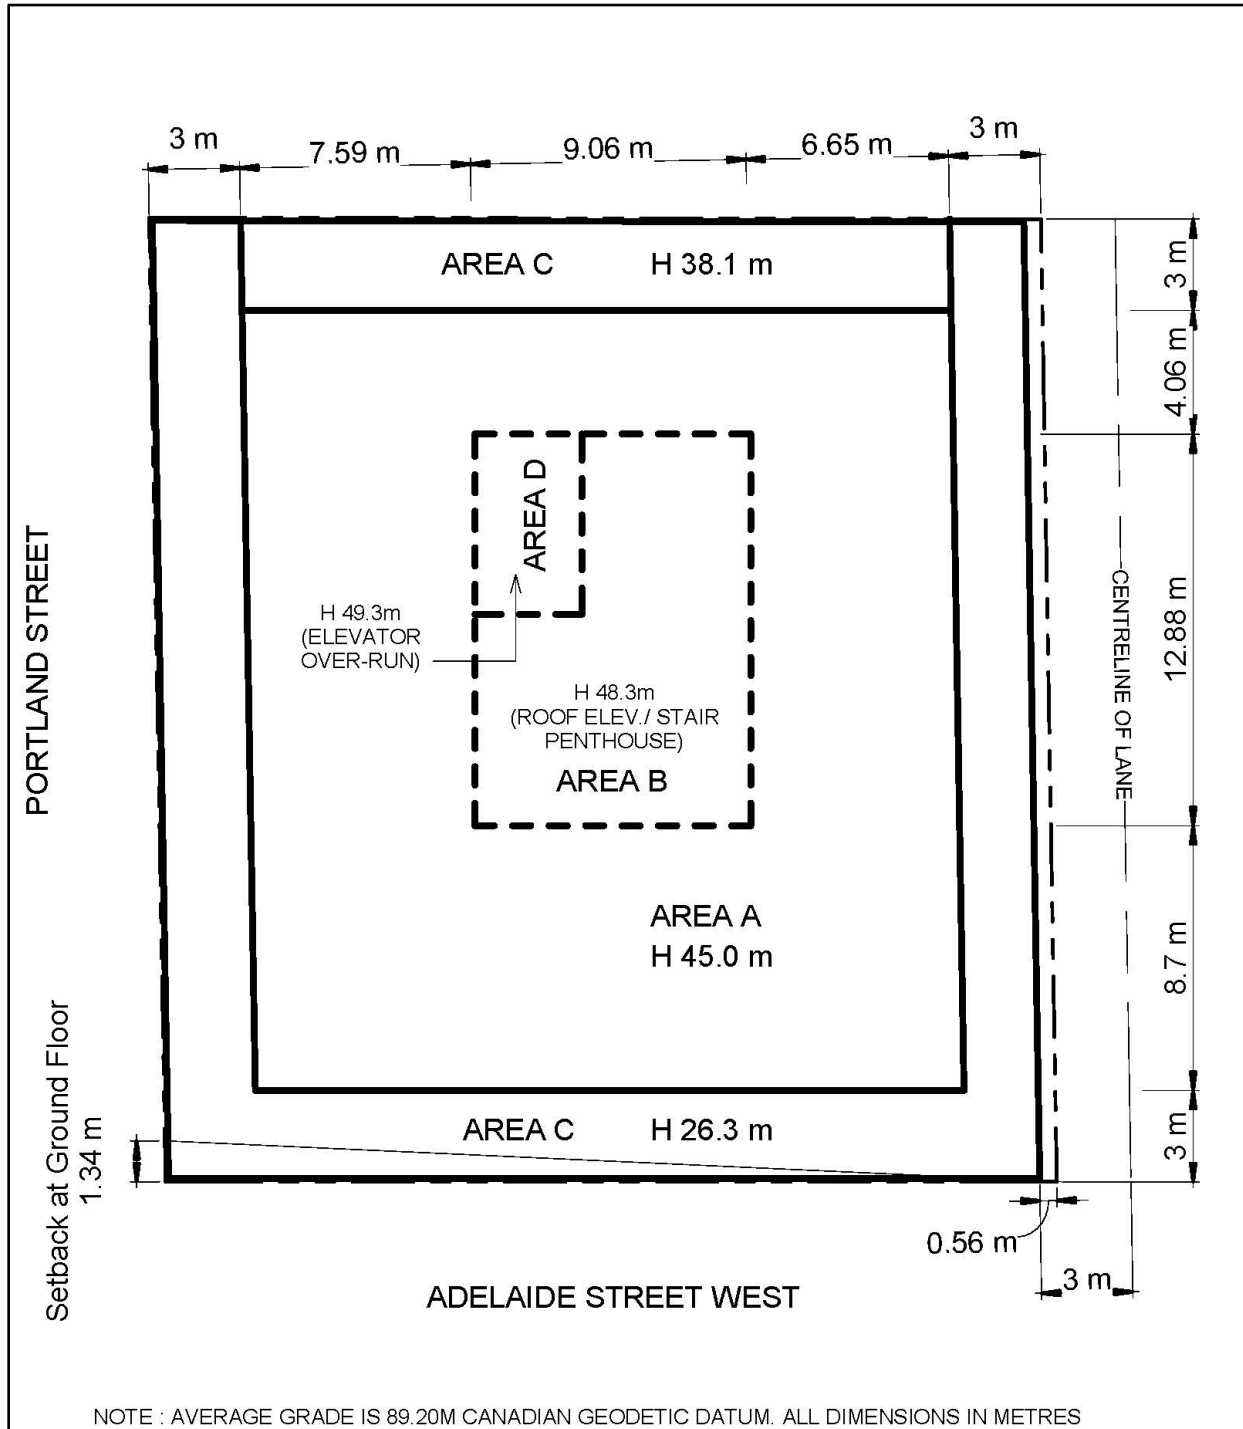 3 m
7.59 m
9.06 m
6.65 m
3 m
AREA C H 38.1 m
3 m
4.06 m
AREA D
H 49.3m
(ELEVATOR
OVER-RUN)
12.88 m
CENTRELINE OF LANE
PORTLAND STREET
H 48.3m
(ROOF ELEV./ STAIR
PENTHOUSE)
AREA B
AREA A
H 45.0 m
8.7 m
Setback at Ground Floor
1.34 m
AREA C H 26.3 m
3 m
0.56 m
3 m
ADELAIDE STREET WEST
NOTE : AVERAGE GRADE IS 89.20M CANADIAN GEODETIC DATUM. ALL DIMENSIONS IN METRES